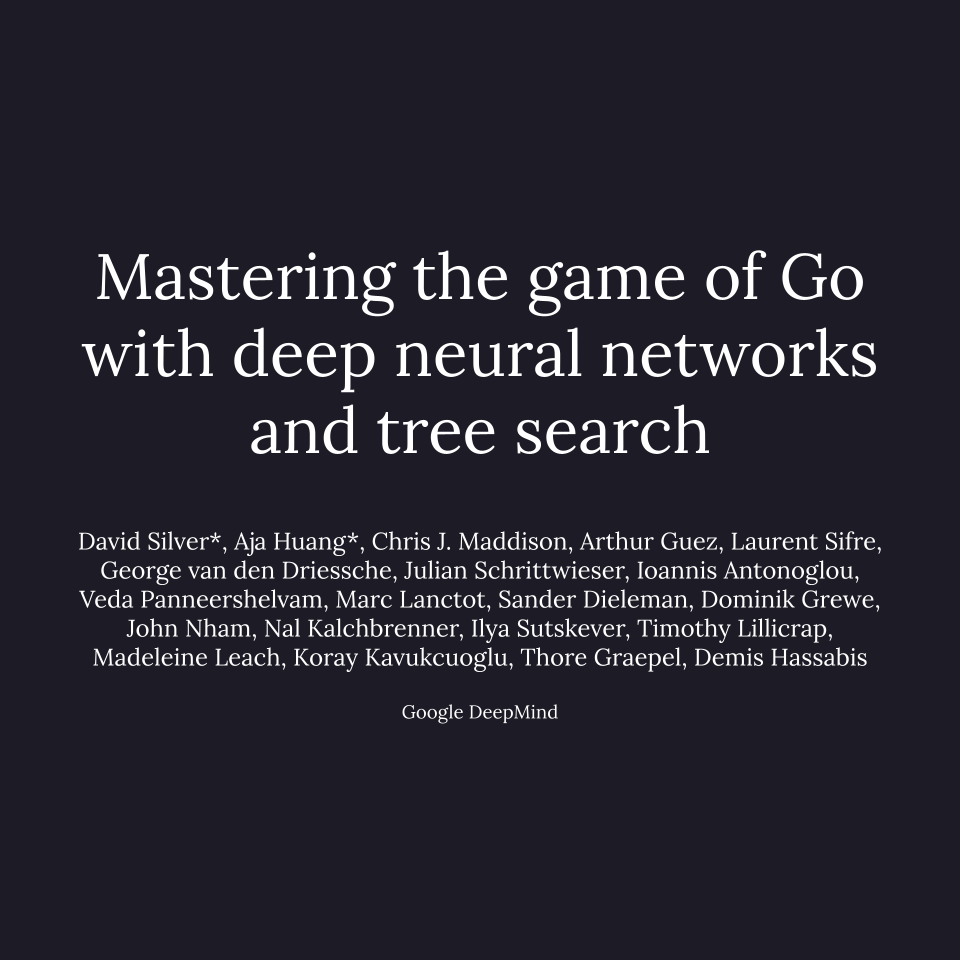 Mastering the game of Go
with deep neural networks
and tree search
David Silver*, Aja Huang*, Chris J. Maddison, Arthur Guez, Laurent Sifre,
George van den Driessche, Julian Schrittwieser, Ioannis Antonoglou,
Veda Panneershelvam, Marc Lanctot, Sander Dieleman, Dominik Grewe,
John Nham, Nal Kalchbrenner, Ilya Sutskever, Timothy Lillicrap,
Madeleine Leach, Koray Kavukcuoglu, Thore Graepel, Demis Hassabis
Google DeepMind